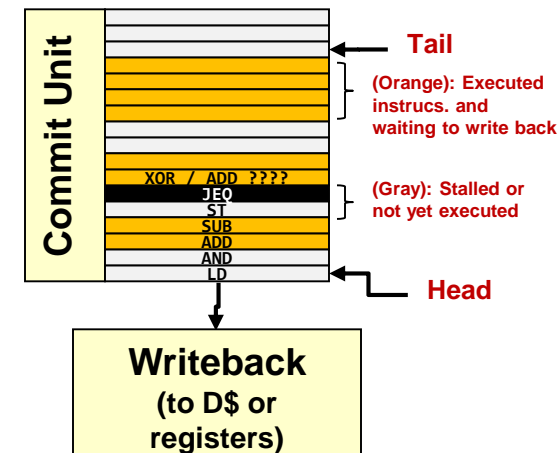 Commit Unit
Tail
(Orange): Executed
instrucs. and
waiting to write back
XOR / ADD ????
JEQ
ST
SUB
ADD
AND
LD
(Gray): Stalled or
not yet executed
Head
Writeback
(to D$ or
registers)